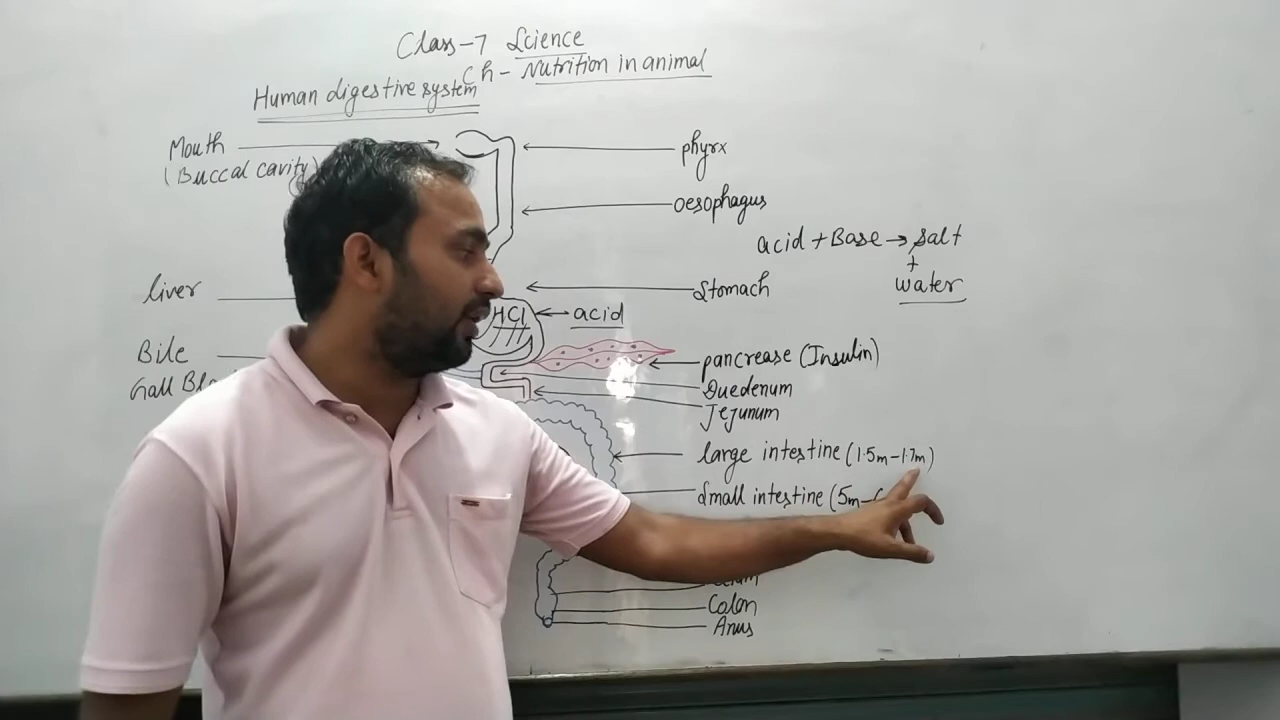 Class-7 Science
Ch- Nutrition in animal
Human digestive system
Mouth
(Buccal cavity)
phyrx
oesophagus
acid + Base → Salt
+
water
liver
Stomach
HCl
acid
Bile
Gall
pancrease (Insulin)
Duedenum
Jejunum
large intestine (1.5m-1.7m)
Small intestine (5m-
Colon
Anus